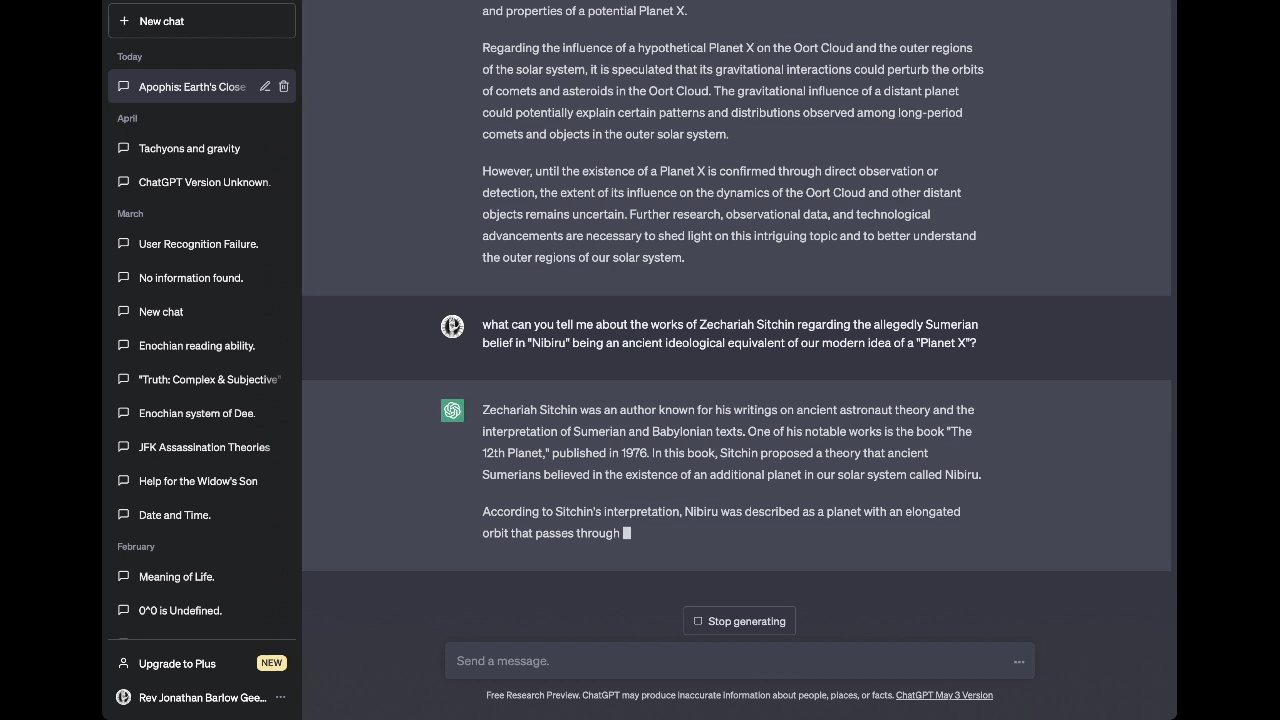 New chat
Today
Apophis: Earth's Close
April
Tachyons and gravity
ChatGPT Version Unknown.
March
User Recognition Failure.
No information found.
New chat
Enochian reading ability.
"Truth: Complex & Subjective"
Enochian system of Dee.
JFK Assassination Theories
Help for the Widow's Son
Date and Time.
February
Meaning of Life.
0^0 is Undefined.
Upgrade to Plus
NEW
Rev Jonathan Barlow Gee...
and properties of a potential Planet X.
Regarding the influence of a hypothetical Planet X on the Oort Cloud and the outer regions
of the solar system, it is speculated that its gravitational interactions could perturb the orbits
of comets and asteroids in the Oort Cloud. The gravitational influence of a distant planet
could potentially explain certain patterns and distributions observed among long-period
comets and objects in the outer solar system.
However, until the existence of a Planet X is confirmed through direct observation or
detection, the extent of its influence on the dynamics of the Oort Cloud and other distant
objects remains uncertain. Further research, observational data, and technological
advancements are necessary to shed light on this intriguing topic and to better understand
the outer regions of our solar system.
what can you tell me about the works of Zechariah Sitchin regarding the allegedly Sumerian
belief in "Nibiru" being an ancient ideological equivalent of our modern idea of a "Planet X"?
Zechariah Sitchin was an author known for his writings on ancient astronaut theory and the
interpretation of Sumerian and Babylonian texts. One of his notable works is the book "The
12th Planet," published in 1976. In this book, Sitchin proposed a theory that ancient
Sumerians believed in the existence of an additional planet in our solar system called Nibiru.
According to Sitchin's interpretation, Nibiru was described as a planet with an elongated
orbit that passes through
Stop generating
Send a message.
Free Research Preview. ChatGPT may produce inaccurate information about people, places, or facts. ChatGPT May 3 Version